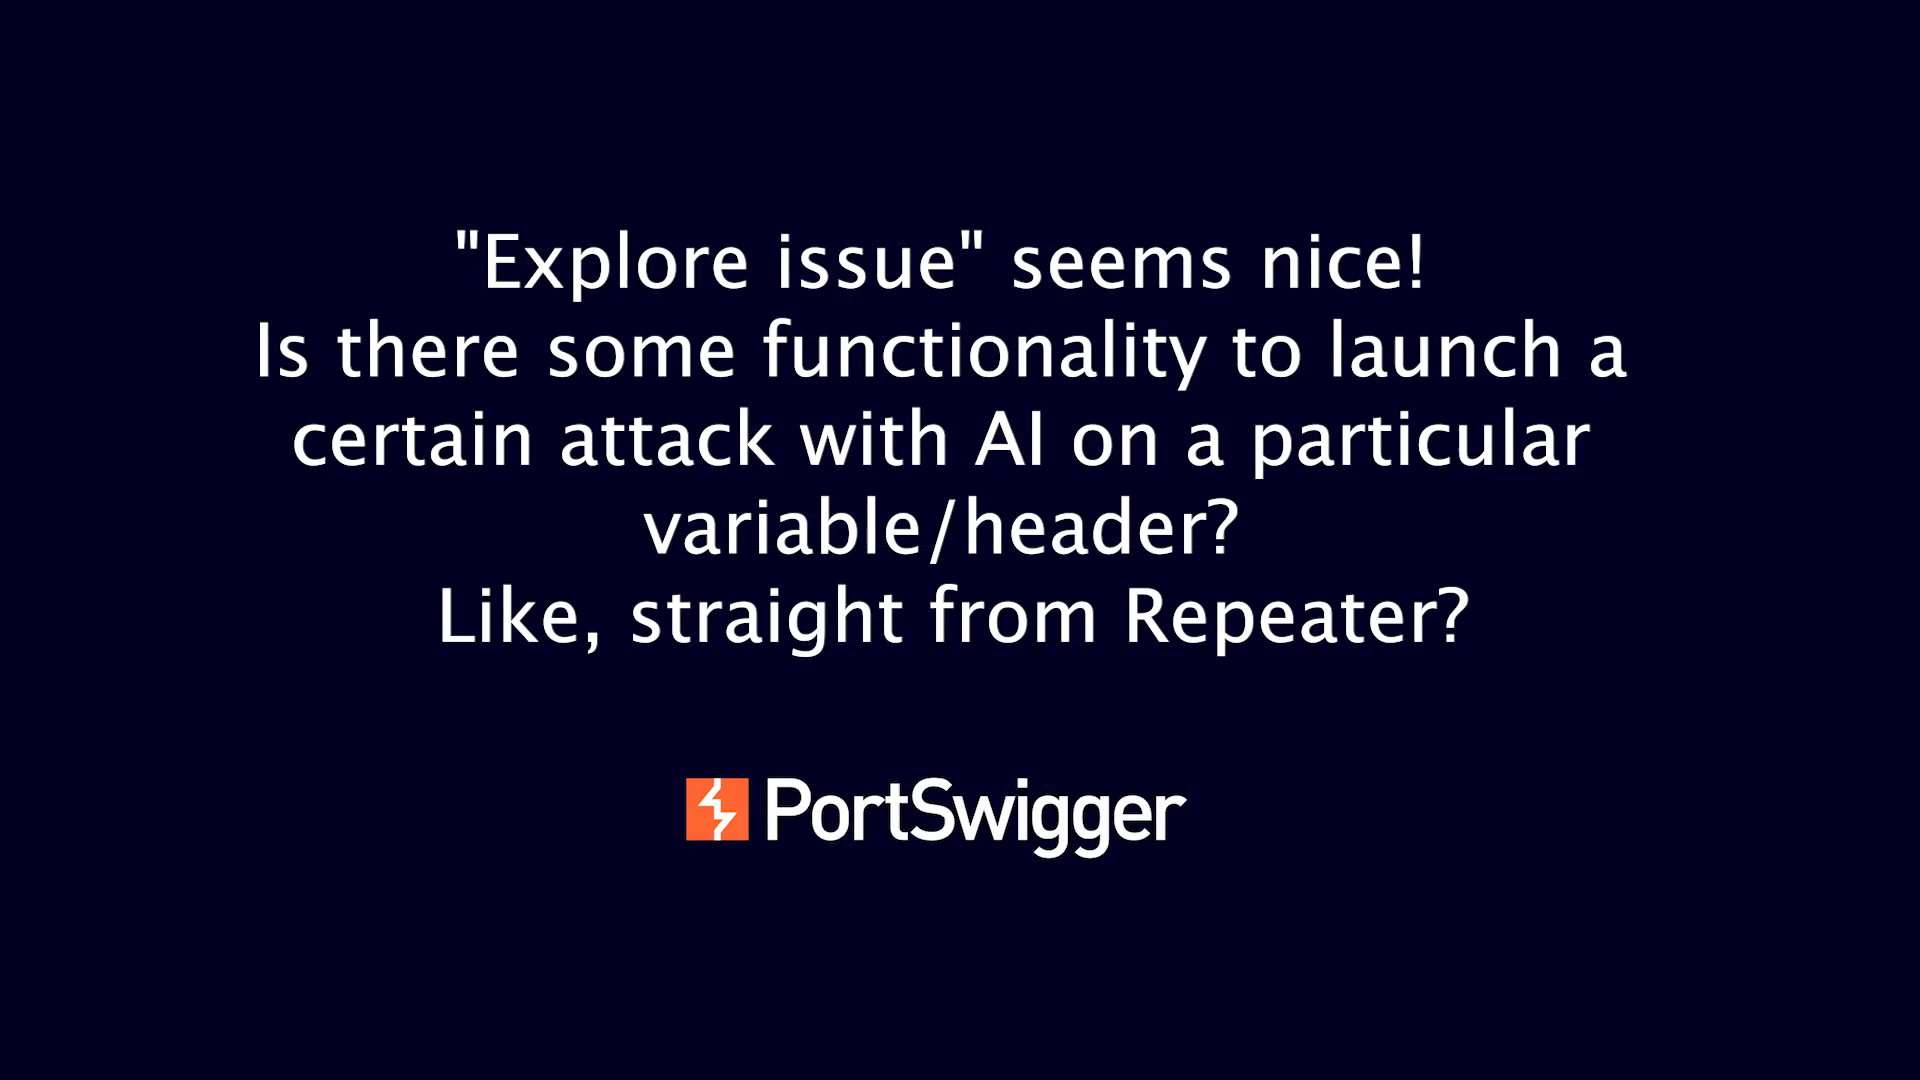 "Explore issue" seems nice!
Is there some functionality to launch a
certain attack with AI on a particular
variable/header?
Like, straight from Repeater?
PortSwigger